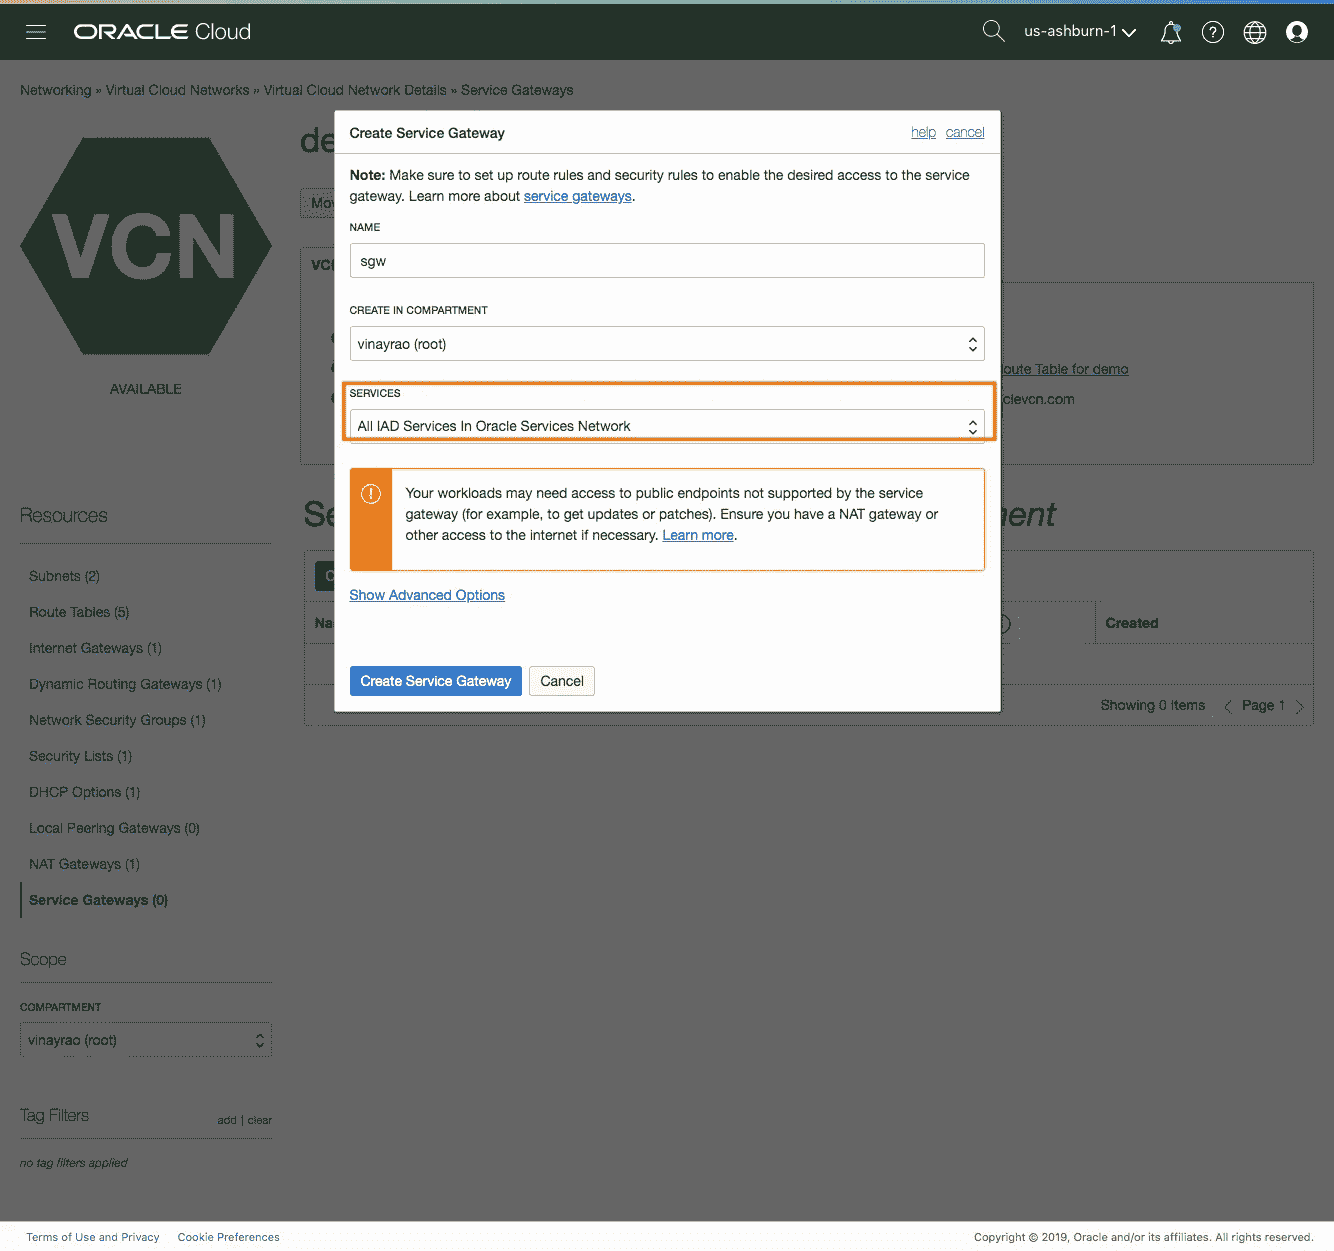 ORACLE Cloud
us-ashburn-1
Networking » Virtual Cloud Networks » Virtual Cloud Network Details » Service Gateways
VCN
AVAILABLE
Create Service Gateway
help cancel
Note: Make sure to set up route rules and security rules to enable the desired access to the service
gateway. Learn more about service gateways.
NAME
sgw
CREATE IN COMPARTMENT
vinayrao (root)
SERVICES
All IAD Services In Oracle Services Network
Your workloads may need access to public endpoints not supported by the service
gateway (for example, to get updates or patches). Ensure you have a NAT gateway or
other access to the internet if necessary. Learn more.
Show Advanced Options
Create Service Gateway Cancel
Table for demo
Created
Showing 0 Items Page 1
Resources
Subnets (2)
Route Tables (5)
Internet Gateways (1)
Dynamic Routing Gateways (1)
Network Security Groups (1)
Security Lists (1)
DHCP Options (1)
Local Peering Gateways (0)
NAT Gateways (1)
Service Gateways (0)
Scope
COMPARTMENT
vinayrao (root)
Tag Filters add | clear
no tag filters applied
Terms of Use and Privacy Cookie Preferences
Copyright © 2019, Oracle and/or its affiliates. All rights reserved.